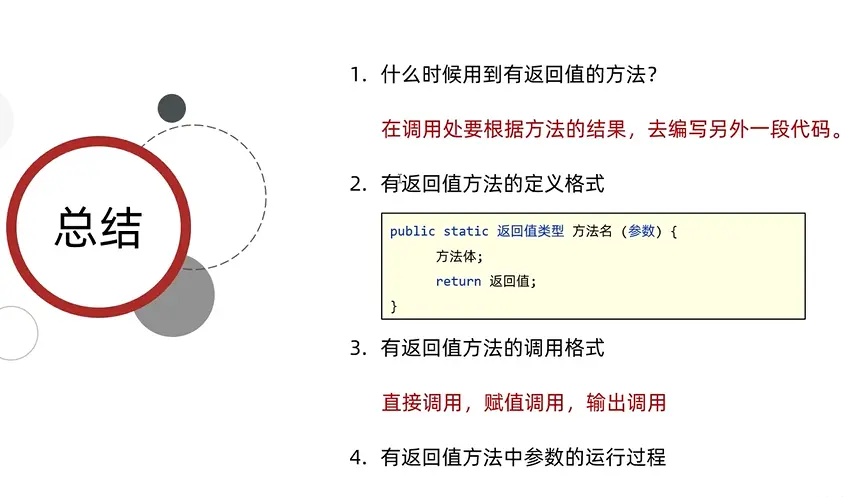 总结
1. 什么时候用到有返回值的方法？
在调用处要根据方法的结果，去编写另外一段代码。
2. 有返回值方法的定义格式
public static 返回值类型 方法名 (参数) {
方法体;
return 返回值;
}
3. 有返回值方法的调用格式
直接调用，赋值调用，输出调用
4. 有返回值方法中参数的运行过程